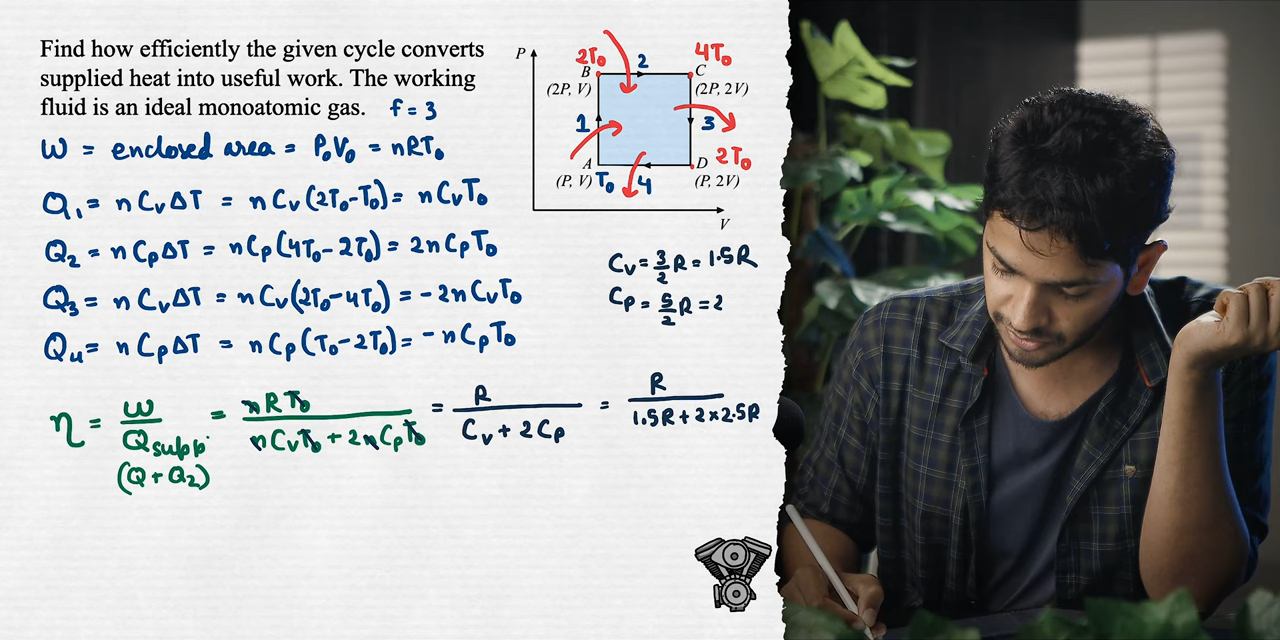 Find how efficiently the given cycle converts
supplied heat into useful work. The working
fluid is an ideal monoatomic gas. f = 3
W = enclosed area = P₀V₀ = nRT₀
Q₁ = nCvΔT = nCv(2T₀-T₀) = nCvT₀
Q₂ = nCpΔT = nCp(4T₀-2T₀) = 2nCpT₀
Q₃ = nCvΔT = nCv(2T₀-4T₀) = -2nCvT₀
Q₄ = nCpΔT = nCp(T₀-2T₀) = -nCpT₀
η = W / Qsupp. = nRT₀ / nCvT₀ + 2nCpT₀ = R / Cv + 2Cp = R / 1.5R + 2×2.5R
(Q + Q₂)
P
2T₀ 2 4T₀
B C
(2P, V) (2P, 2V)
1 3
A D 2T₀
(P, V) T₀ 4 (P, 2V)
V
Cv = 3/2 R = 1.5R
Cp = 5/2 R = 2